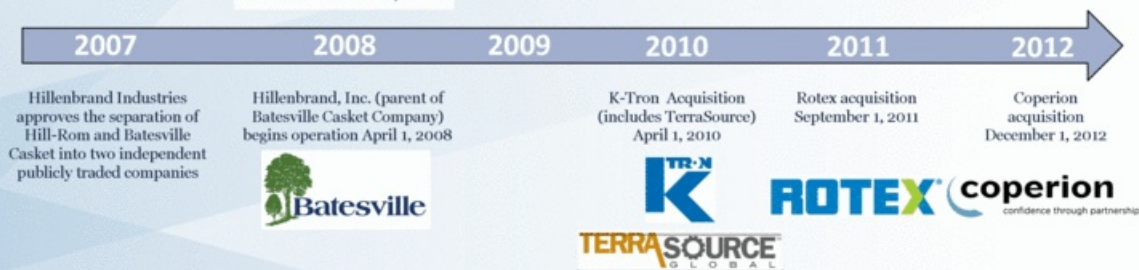 2007
2008
2009
2010
2011
2012
Hillenbrand Industries
approves the separation of
Hill-Rom and Batesville
Casket into two independent
publicly traded companies
Hillenbrand, Inc. (parent of
Batesville Casket Company)
begins operation April 1, 2008
Batesville
K-Tron Acquisition
(includes TerraSource)
April 1, 2010
K-TRON
TERRASOURCE
GLOBAL
Rotex acquisition
September 1, 2011
ROTEX
Coperion
acquisition
December 1, 2012
coperion
confidence through partnership